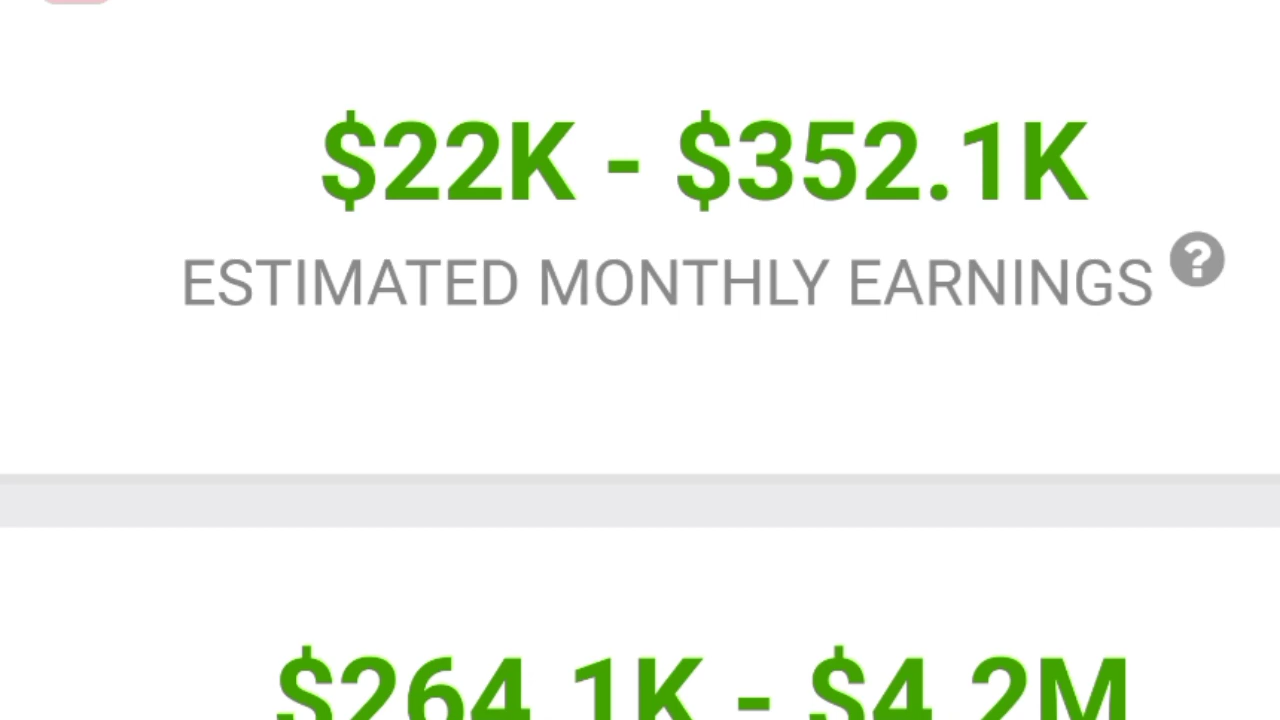 $22K - $352.1K
ESTIMATED MONTHLY EARNINGS ?
$264.1K - $4.2M